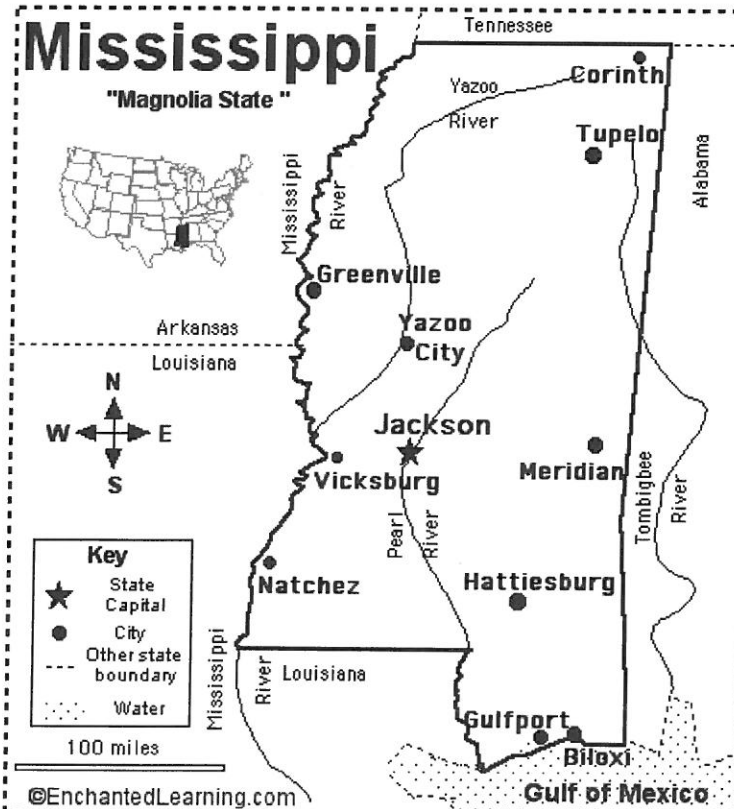 Mississippi
"Magnolia State "
Tennessee
Corinth
Yazoo
River
Tupelo
Alabama
Mississippi
River
Greenville
Arkansas
Louisiana
Yazoo
City
N
W E
S
Jackson
Vicksburg
Meridian
Tombigbee
River
Pearl
River
Natchez
Hattiesburg
Key
State
Capital
City
Other state
boundary
Water
Mississippi
River
Louisiana
Gulfport
Biloxi
100 miles
©EnchantedLearning.com
Gulf of Mexico